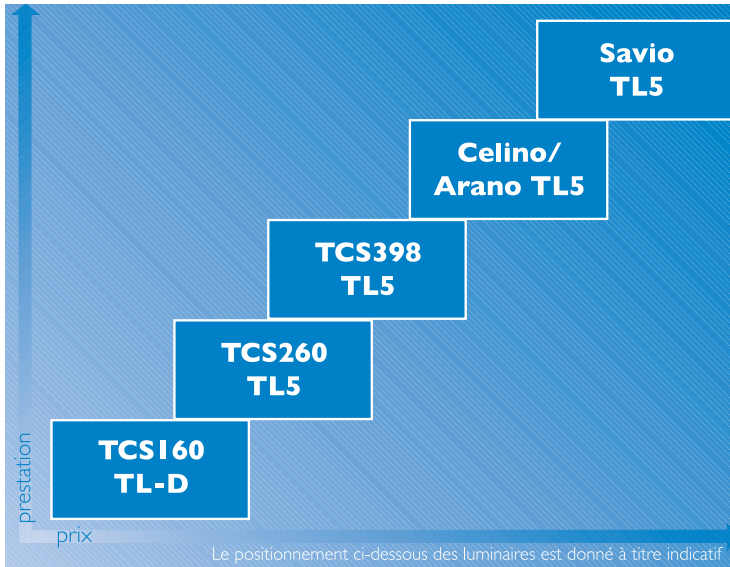 Savio
TL5
Celino/
Arano TL5
TCS398
TL5
TCS260
TL5
TCS160
TL-D
prestation
prix
Le positionnement ci-dessous des luminaires est donné à titre indicatif